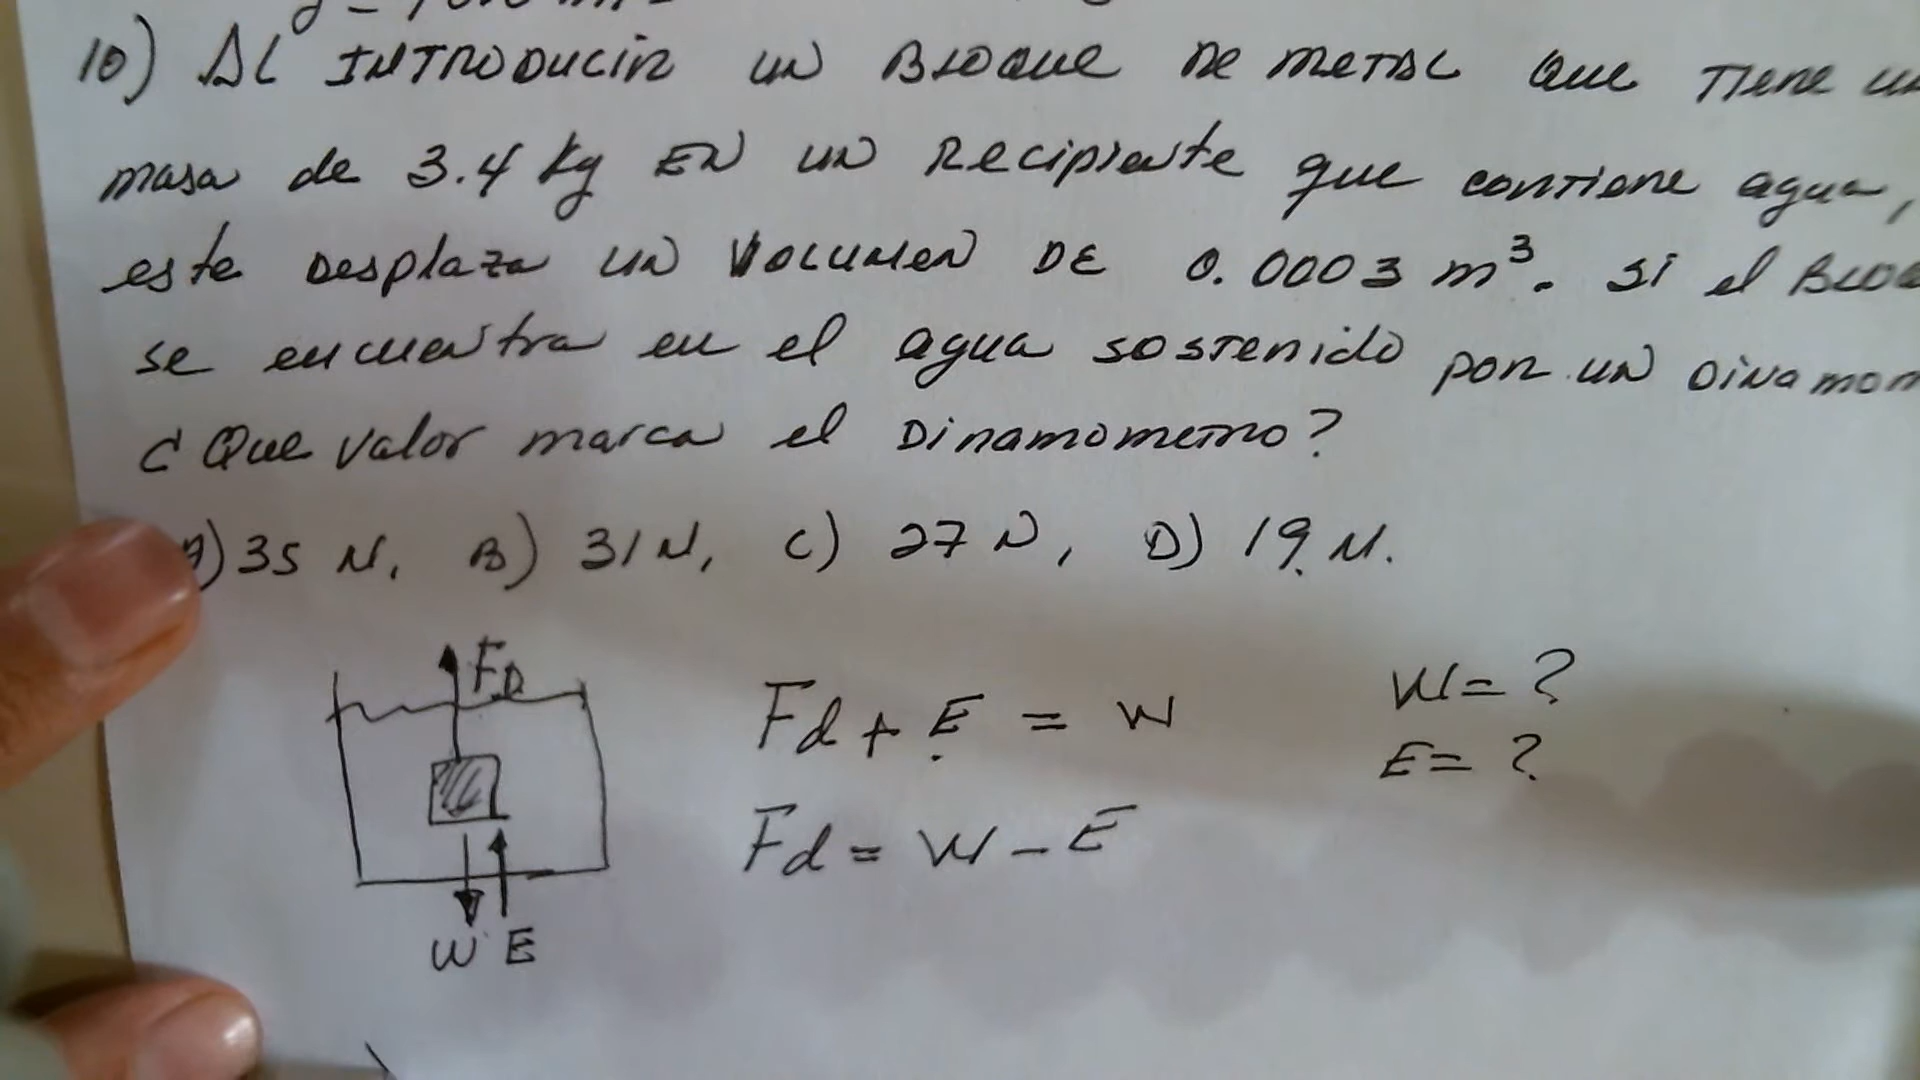 10) Al INTRODUCIR un BLOQUE DE METAL Que Tiene
masa de 3.4 kg EN un Recipiente que contiene agua,
este Desplaza un VOLUMEN DE 0.0003 m³. Si el
se encuentra en el agua sostenido por un
¿Que valor marca el Dinamometro?
A) 35 N, B) 31 N, C) 27 N, D) 19 N.
FD
W E
Fd + E = W
Fd = W - E
W = ?
E = ?